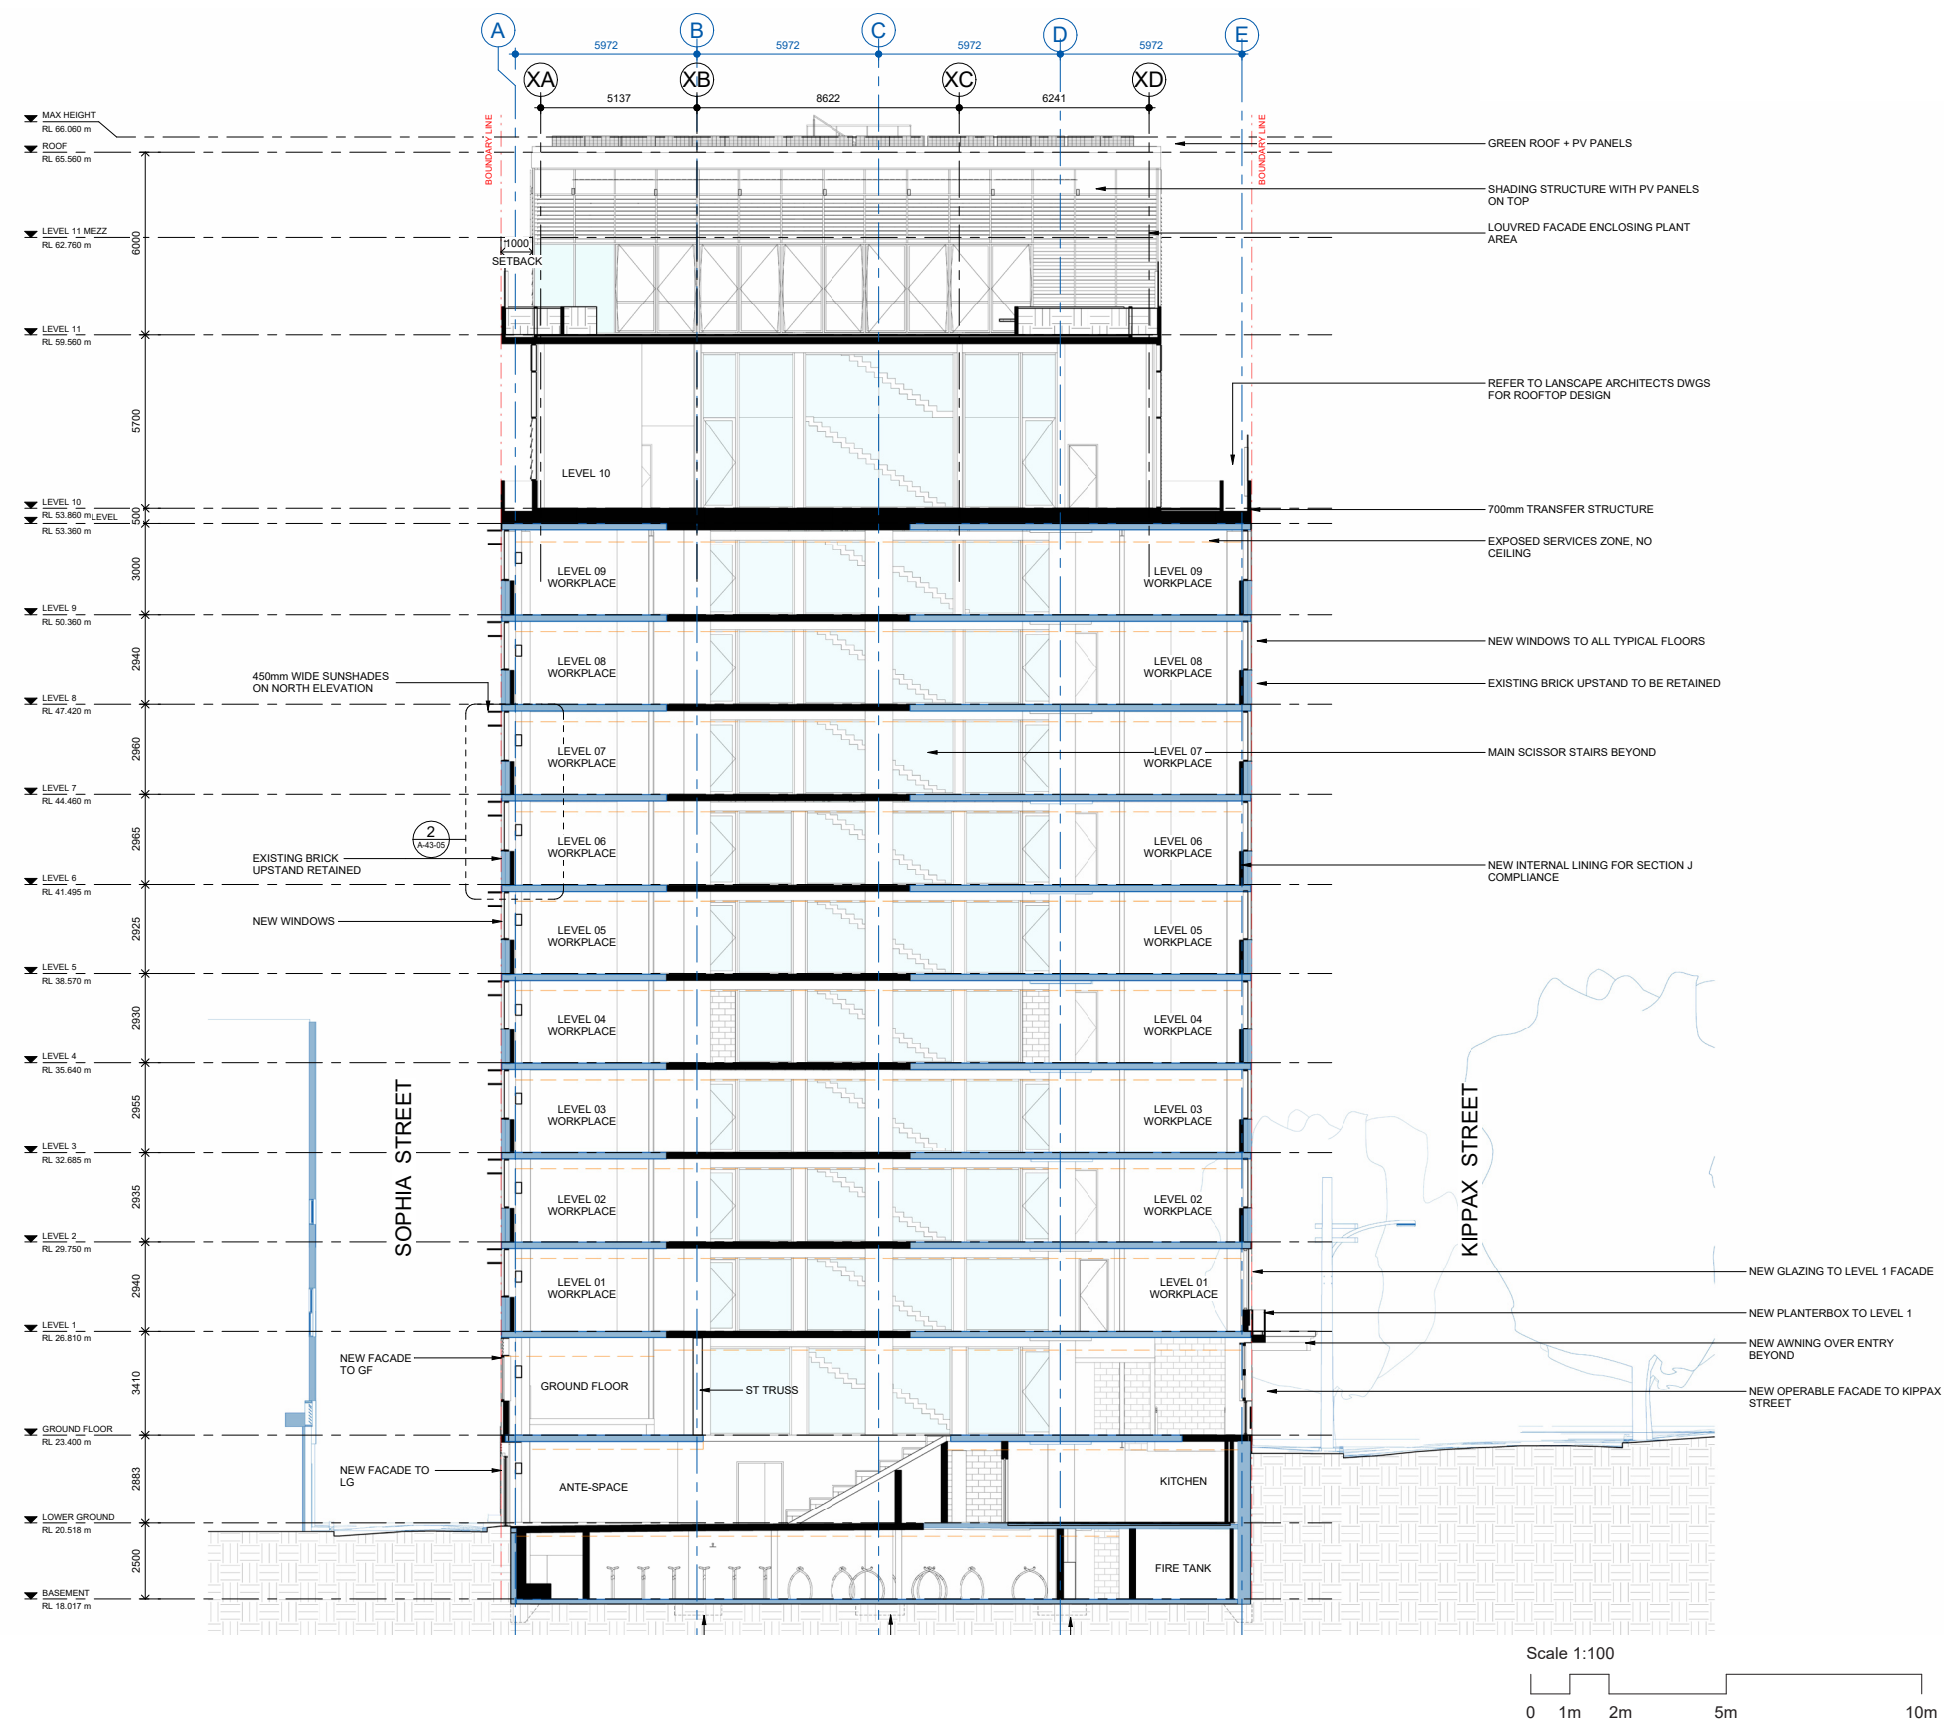 A
B
C
D
E
5972
5972
5972
5972
XA
XB
XC
XD
5137
8622
6241
BOUNDARY LINE
BOUNDARY LINE
MAX HEIGHT
RL 66.060 m
ROOF
RL 65.560 m
LEVEL 11 MEZZ
RL 62.760 m
6000
1000
SETBACK
LEVEL 11
RL 59.560 m
5700
LEVEL 10
RL 53.860 m
LEVEL
RL 53.360 m
500
3000
LEVEL 9
RL 50.360 m
2940
LEVEL 8
RL 47.420 m
2960
LEVEL 7
RL 44.460 m
2965
LEVEL 6
RL 41.495 m
2925
LEVEL 5
RL 38.570 m
2930
LEVEL 4
RL 35.640 m
2955
LEVEL 3
RL 32.685 m
2935
LEVEL 2
RL 29.750 m
2940
LEVEL 1
RL 26.810 m
3410
GROUND FLOOR
RL 23.400 m
2883
LOWER GROUND
RL 20.518 m
2500
BASEMENT
RL 18.017 m
450mm WIDE SUNSHADES
ON NORTH ELEVATION
2
A-43-05
EXISTING BRICK
UPSTAND RETAINED
NEW WINDOWS
SOPHIA STREET
NEW FACADE
TO GF
NEW FACADE TO
LG
LEVEL 10
LEVEL 09
WORKPLACE
LEVEL 09
WORKPLACE
LEVEL 08
WORKPLACE
LEVEL 08
WORKPLACE
LEVEL 07
WORKPLACE
LEVEL 07
WORKPLACE
LEVEL 06
WORKPLACE
LEVEL 06
WORKPLACE
LEVEL 05
WORKPLACE
LEVEL 05
WORKPLACE
LEVEL 04
WORKPLACE
LEVEL 04
WORKPLACE
LEVEL 03
WORKPLACE
LEVEL 03
WORKPLACE
LEVEL 02
WORKPLACE
LEVEL 02
WORKPLACE
LEVEL 01
WORKPLACE
LEVEL 01
WORKPLACE
GROUND FLOOR
ST TRUSS
ANTE-SPACE
KITCHEN
FIRE TANK
GREEN ROOF + PV PANELS
SHADING STRUCTURE WITH PV PANELS
ON TOP
LOUVRED FACADE ENCLOSING PLANT
AREA
REFER TO LANSCAPE ARCHITECTS DWGS
FOR ROOFTOP DESIGN
700mm TRANSFER STRUCTURE
EXPOSED SERVICES ZONE, NO
CEILING
NEW WINDOWS TO ALL TYPICAL FLOORS
EXISTING BRICK UPSTAND TO BE RETAINED
MAIN SCISSOR STAIRS BEYOND
NEW INTERNAL LINING FOR SECTION J
COMPLIANCE
KIPPAX STREET
NEW GLAZING TO LEVEL 1 FACADE
NEW PLANTERBOX TO LEVEL 1
NEW AWNING OVER ENTRY
BEYOND
NEW OPERABLE FACADE TO KIPPAX
STREET
Scale 1:100
0 1m 2m 5m 10m